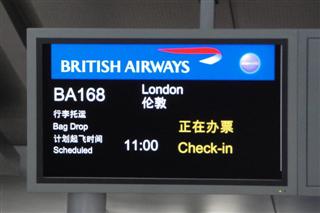 BRITISH AIRWAYS
BA168 London
伦敦
行李托运
Bag Drop 正在办票
计划起飞时间
Scheduled 11:00 Check-in